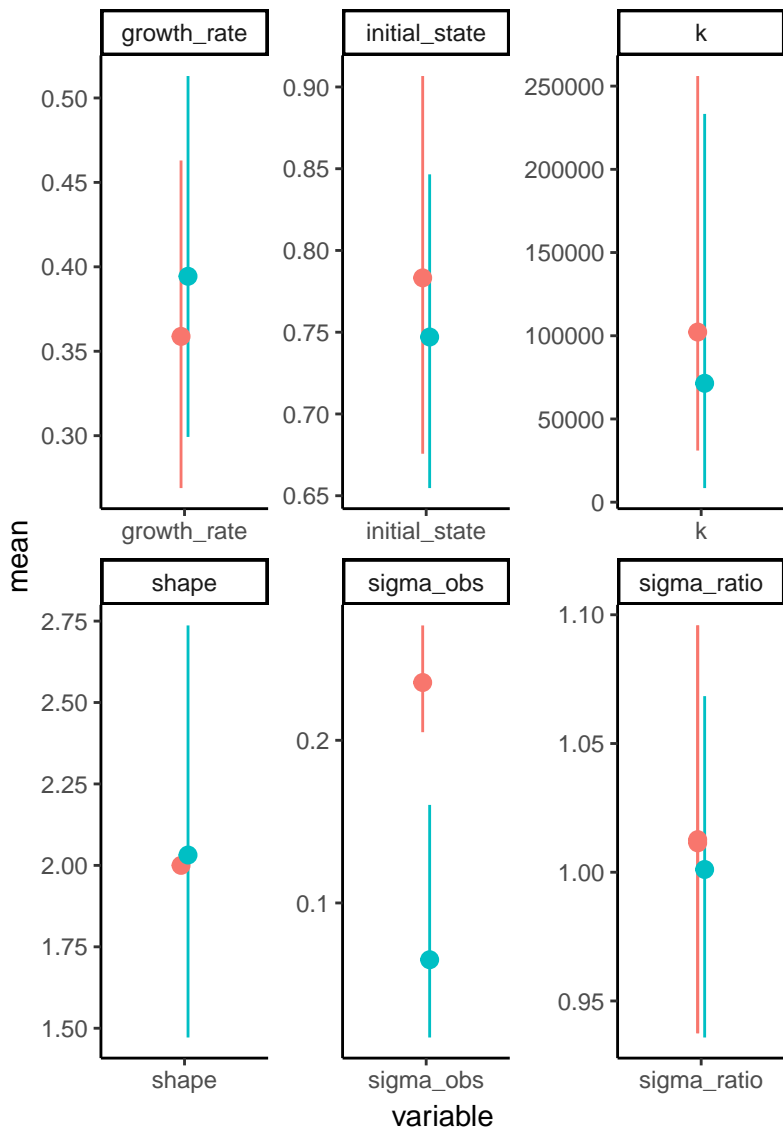 growth_rate
initial_state
k
0.50
0.45
0.40
0.35
0.30
growth_rate
0.90
0.85
0.80
0.75
0.70
0.65
initial_state
250000
200000
150000
100000
50000
0
k
mean
shape
sigma_obs
sigma_ratio
2.75
2.50
2.25
2.00
1.75
1.50
shape
0.2
0.1
sigma_obs
1.10
1.05
1.00
0.95
sigma_ratio
variable